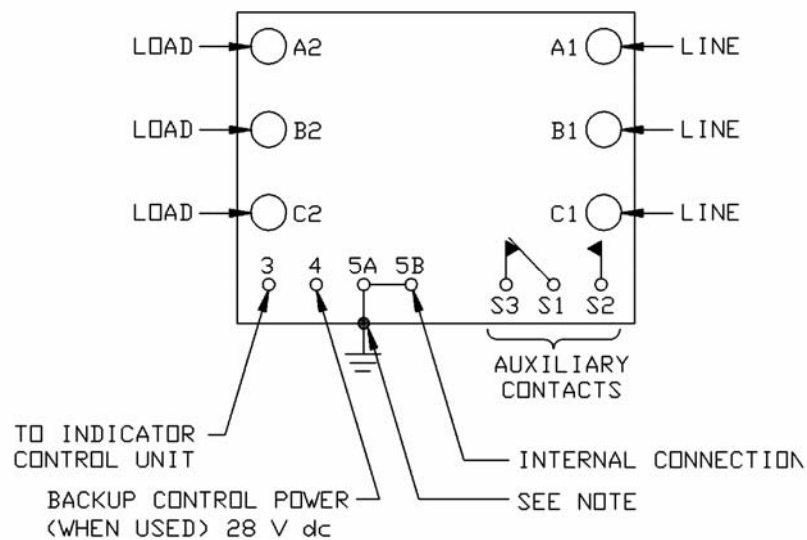 LOAD A2 A1 LINE
LOAD B2 B1 LINE
LOAD C2 C1 LINE
3 4 5A 5B
S3 S1 S2
AUXILIARY
CONTACTS
TO INDICATOR
CONTROL UNIT
INTERNAL CONNECTION
BACKUP CONTROL POWER
(WHEN USED) 28 V dc
SEE NOTE